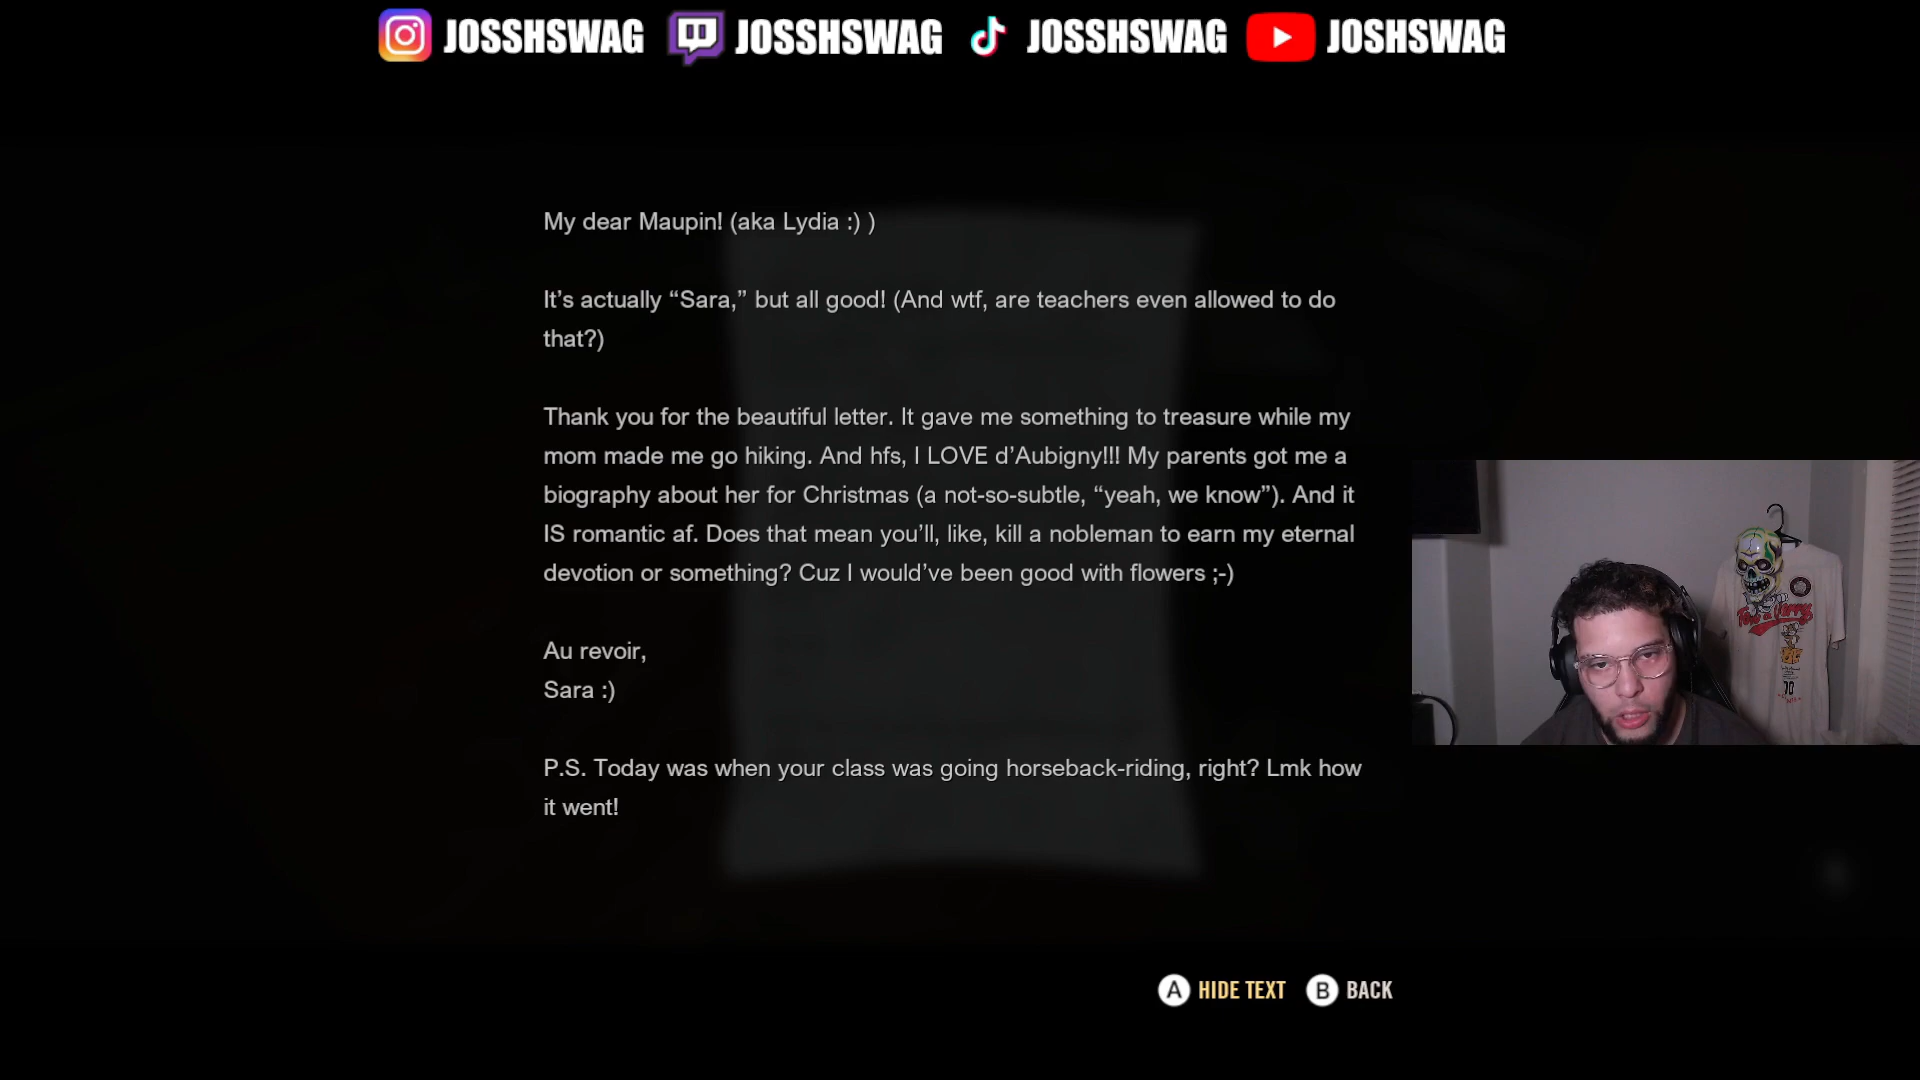 JOSSHSWAG JOSSHSWAG JOSSHSWAG JOSHSWAG
My dear Maupin! (aka Lydia :) )
It's actually “Sara,” but all good! (And wtf, are teachers even allowed to do
that?)
Thank you for the beautiful letter. It gave me something to treasure while my
mom made me go hiking. And hfs, I LOVE d’Aubigny!!! My parents got me a
biography about her for Christmas (a not-so-subtle, “yeah, we know”). And it
IS romantic af. Does that mean you’ll, like, kill a nobleman to earn my eternal
devotion or something? Cuz I would’ve been good with flowers ;-)
Au revoir,
Sara :)
P.S. Today was when your class was going horseback-riding, right? Lmk how
it went!
A HIDE TEXT B BACK